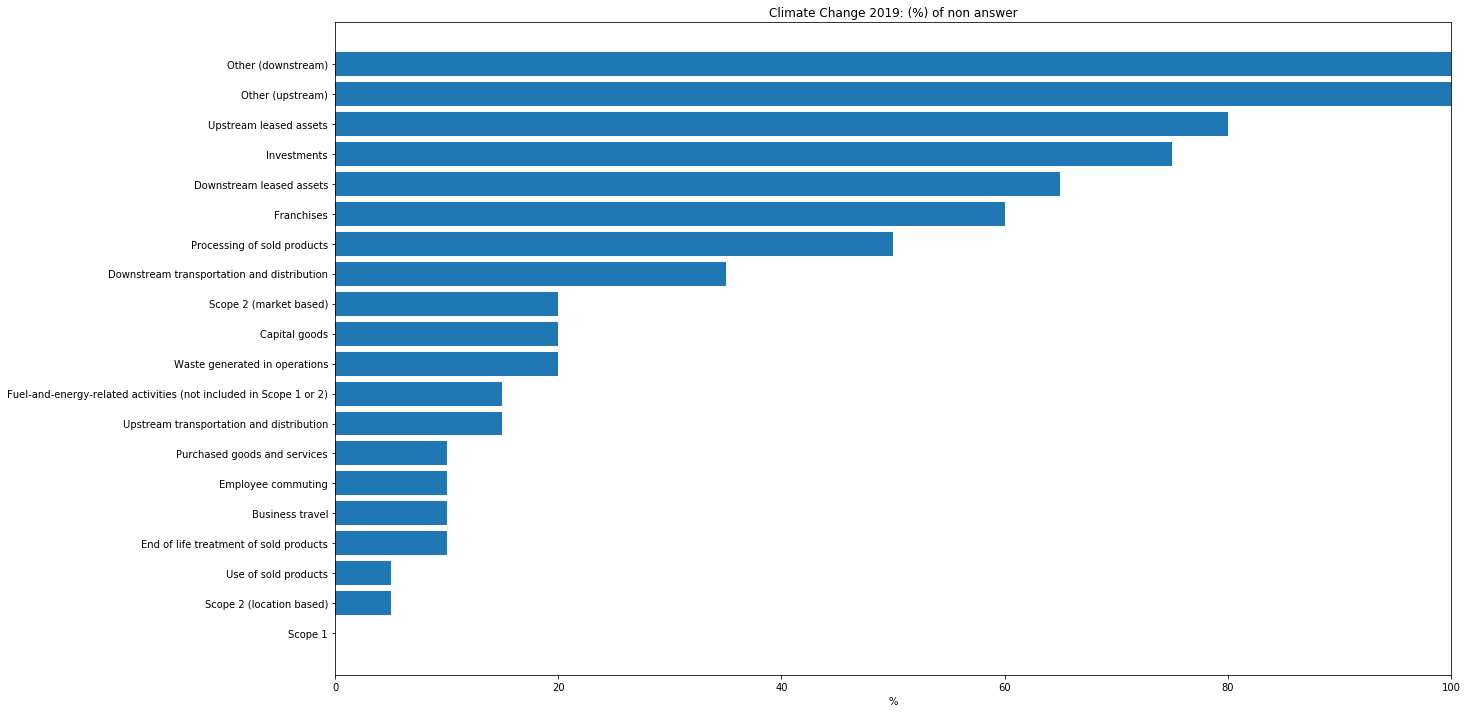 Climate Change 2019: (%) of non answer
Other (downstream)
Other (upstream)
Upstream leased assets
Investments
Downstream leased assets
Franchises
Processing of sold products
Downstream transportation and distribution
Scope 2 (market based)
Capital goods
Waste generated in operations
Fuel-and-energy-related activities (not included in Scope 1 or 2)
Upstream transportation and distribution
Purchased goods and services
Employee commuting
Business travel
End of life treatment of sold products
Use of sold products
Scope 2 (location based)
Scope 1
0 20 40 60 80 100
%